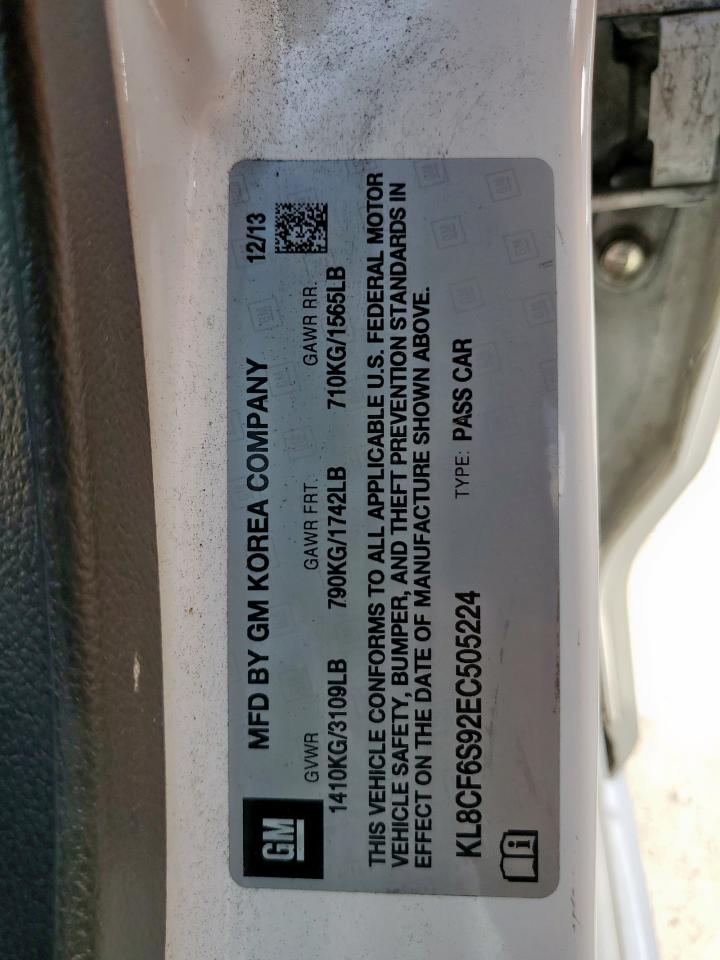 GM
MFD BY GM KOREA COMPANY 12/13
GVWR GAWR FRT. GAWR RR.
1410KG/3109LB 790KG/1742LB 710KG/1565LB
THIS VEHICLE CONFORMS TO ALL APPLICABLE U.S. FEDERAL MOTOR
VEHICLE SAFETY, BUMPER, AND THEFT PREVENTION STANDARDS IN
EFFECT ON THE DATE OF MANUFACTURE SHOWN ABOVE.
KL8CF6S92EC505224 TYPE: PASS CAR